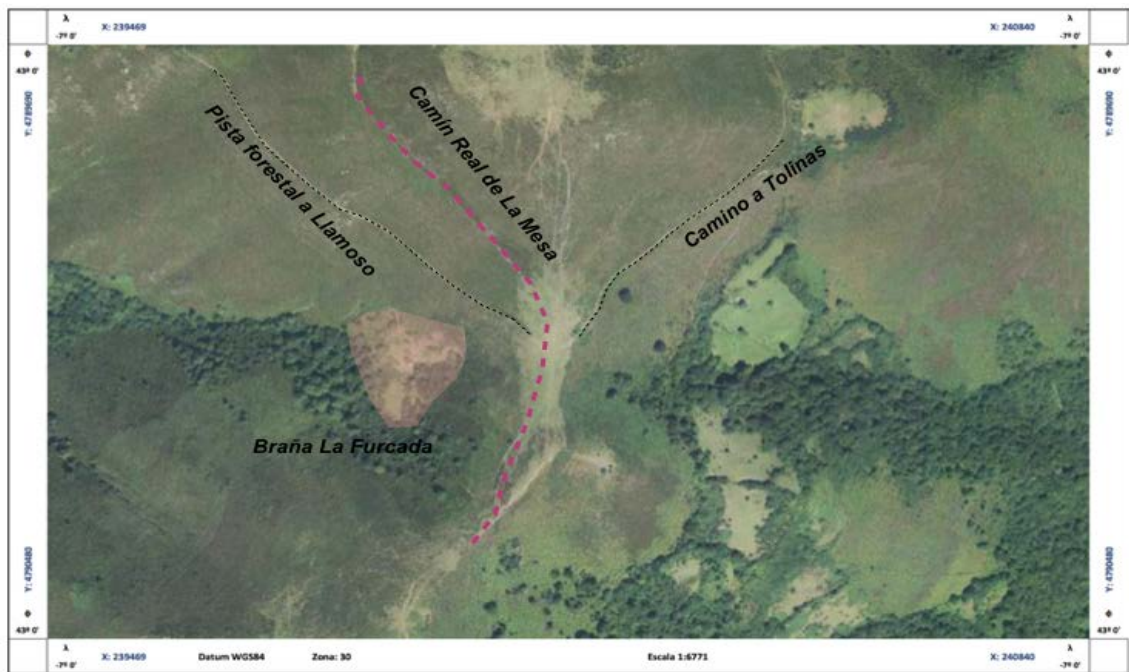 λ
-7º 0'
X: 239469
X: 240840
λ
-7º 0'
ф
43º 0'
Y: 4789690
ф
43º 0'
Y: 4789690
Pista forestal a Llamoso
Camín Real de La Mesa
Camino a Tolinas
Braña La Furcada
Y: 4790480
ф
43º 0'
Y: 4790480
ф
43º 0'
λ
-7º 0'
X: 239469
Datum WGS84
Zona: 30
Escala 1:6771
X: 240840
λ
-7º 0'